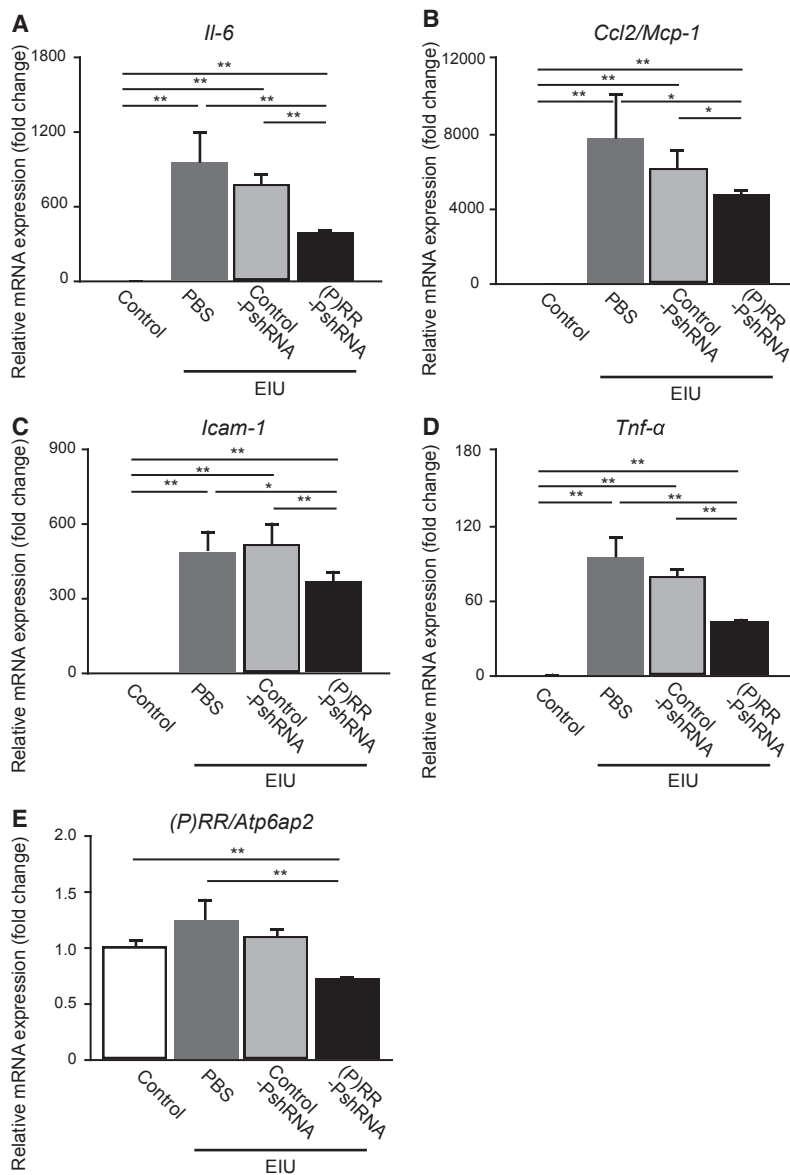 A
Il-6
Relative mRNA expression (fold change)
1800
1200
600
0
**
**
** **
**
Control
PBS
Control
-PshRNA
(P)RR
-PshRNA
EIU
B
Ccl2/Mcp-1
Relative mRNA expression (fold change)
12000
8000
4000
0
**
**
** *
*
Control
PBS
Control
-PshRNA
(P)RR
-PshRNA
EIU
C
Icam-1
Relative mRNA expression (fold change)
900
600
300
0
**
**
** *
**
Control
PBS
Control
-PshRNA
(P)RR
-PshRNA
EIU
D
Tnf-α
Relative mRNA expression (fold change)
180
120
60
0
**
**
** **
**
Control
PBS
Control
-PshRNA
(P)RR
-PshRNA
EIU
E
(P)RR/Atp6ap2
Relative mRNA expression (fold change)
2.0
1.5
1.0
0.5
0
**
**
Control
PBS
Control
-PshRNA
(P)RR
-PshRNA
EIU